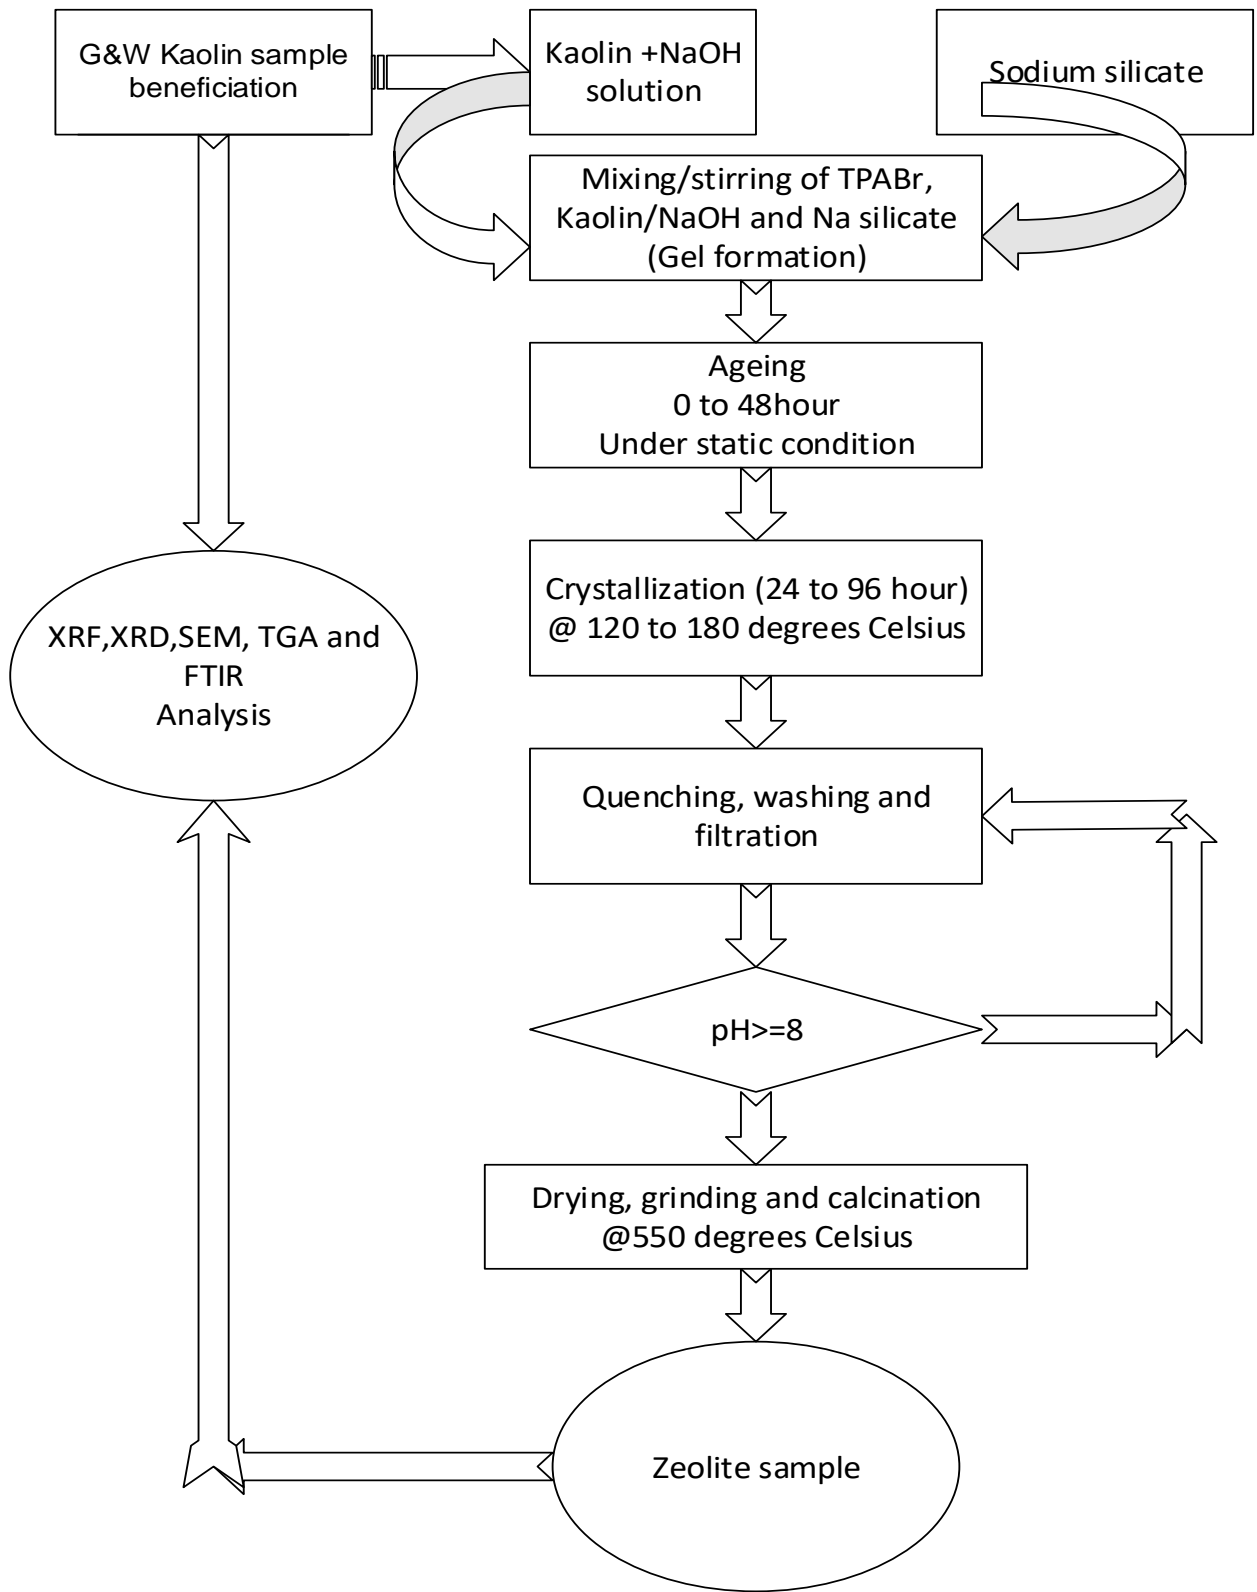 G&W Kaolin sample
beneficiation
Kaolin +NaOH
solution
Sodium silicate
Mixing/stirring of TPABr,
Kaolin/NaOH and Na silicate
(Gel formation)
Ageing
0 to 48hour
Under static condition
Crystallization (24 to 96 hour)
@ 120 to 180 degrees Celsius
XRF,XRD,SEM, TGA and
FTIR
Analysis
Quenching, washing and
filtration
pH>=8
Drying, grinding and calcination
@550 degrees Celsius
Zeolite sample